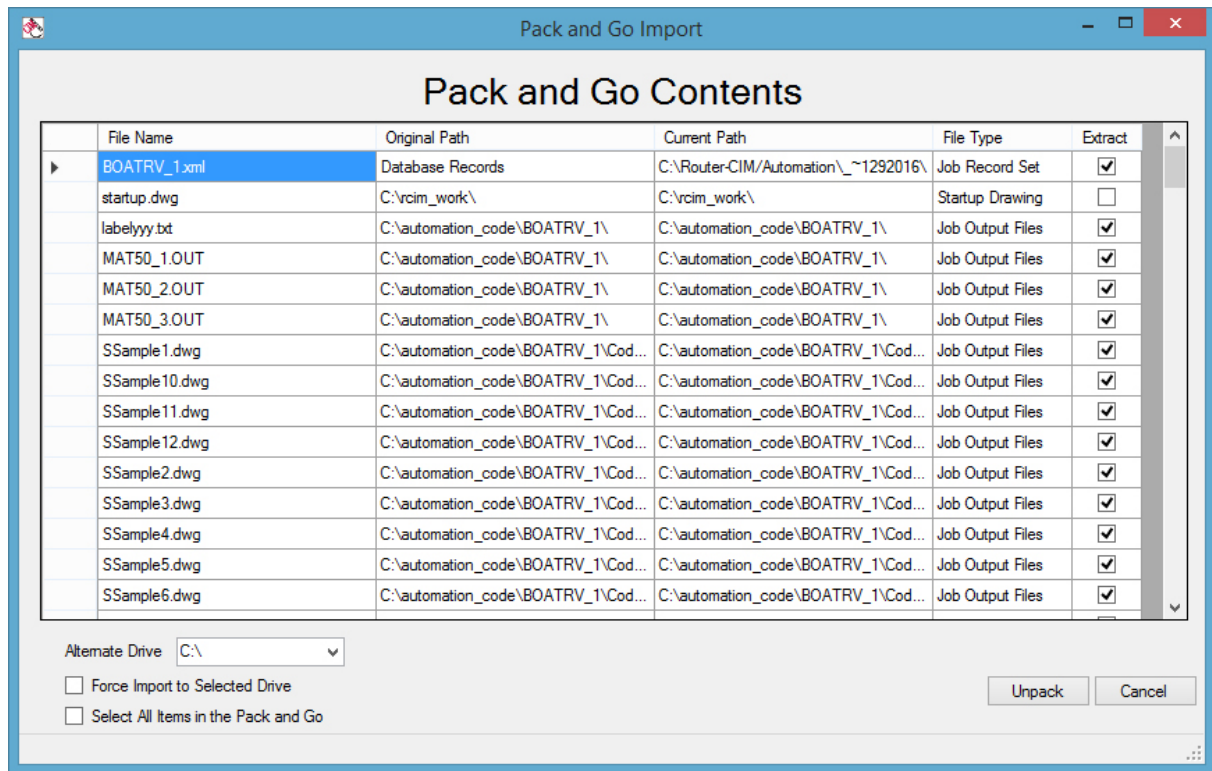 Pack and Go Import
Pack and Go Contents
File Name Original Path Current Path File Type Extract
BOATRV_1.xml Database Records C:\Router-CIM/Automation\_~1292016\ Job Record Set
startup.dwg C:\rcim_work\ C:\rcim_work\ Startup Drawing
labelyyy.txt C:\automation_code\BOATRV_1\ C:\automation_code\BOATRV_1\ Job Output Files
MAT50_1.OUT C:\automation_code\BOATRV_1\ C:\automation_code\BOATRV_1\ Job Output Files
MAT50_2.OUT C:\automation_code\BOATRV_1\ C:\automation_code\BOATRV_1\ Job Output Files
MAT50_3.OUT C:\automation_code\BOATRV_1\ C:\automation_code\BOATRV_1\ Job Output Files
SSample1.dwg C:\automation_code\BOATRV_1\Cod... C:\automation_code\BOATRV_1\Cod... Job Output Files
SSample10.dwg C:\automation_code\BOATRV_1\Cod... C:\automation_code\BOATRV_1\Cod... Job Output Files
SSample11.dwg C:\automation_code\BOATRV_1\Cod... C:\automation_code\BOATRV_1\Cod... Job Output Files
SSample12.dwg C:\automation_code\BOATRV_1\Cod... C:\automation_code\BOATRV_1\Cod... Job Output Files
SSample2.dwg C:\automation_code\BOATRV_1\Cod... C:\automation_code\BOATRV_1\Cod... Job Output Files
SSample3.dwg C:\automation_code\BOATRV_1\Cod... C:\automation_code\BOATRV_1\Cod... Job Output Files
SSample4.dwg C:\automation_code\BOATRV_1\Cod... C:\automation_code\BOATRV_1\Cod... Job Output Files
SSample5.dwg C:\automation_code\BOATRV_1\Cod... C:\automation_code\BOATRV_1\Cod... Job Output Files
SSample6.dwg C:\automation_code\BOATRV_1\Cod... C:\automation_code\BOATRV_1\Cod... Job Output Files
Alternate Drive C:\
Force Import to Selected Drive
Unpack Cancel
Select All Items in the Pack and Go